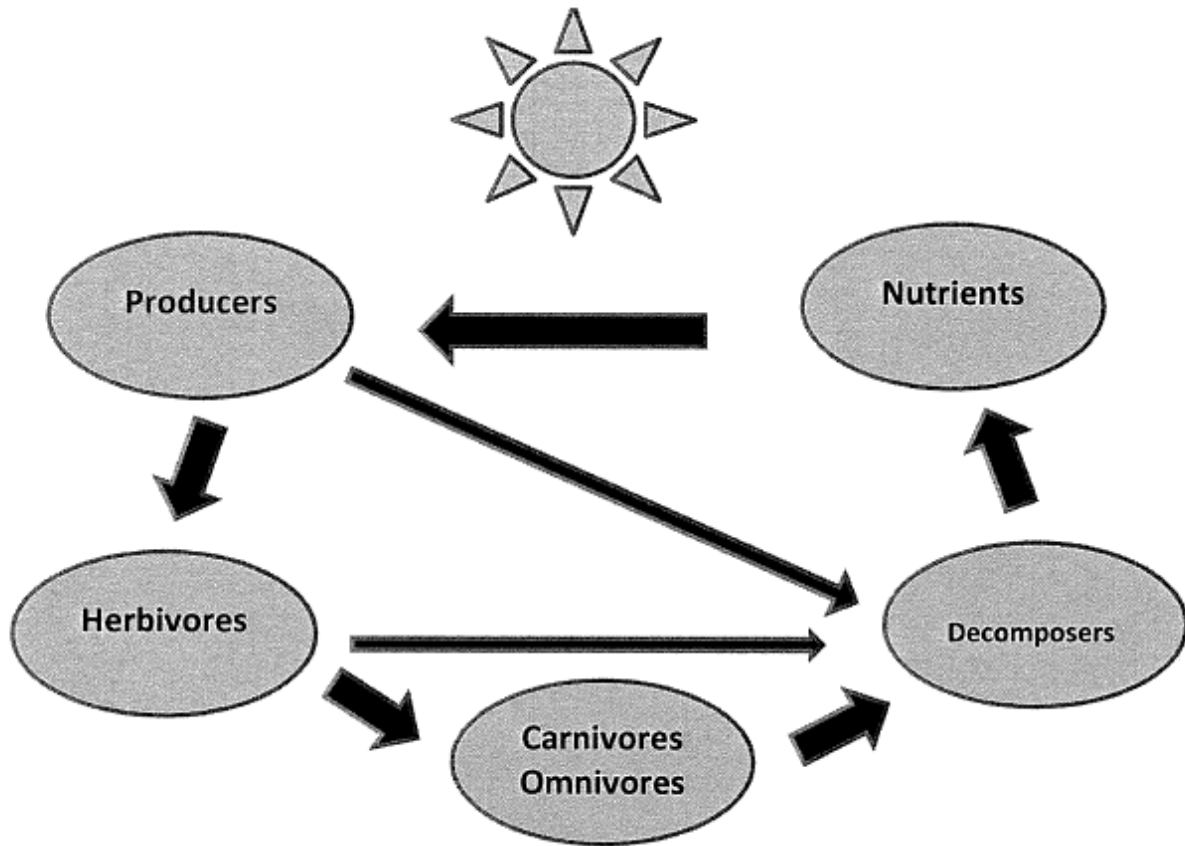 Producers
Nutrients
Herbivores
Decomposers
Carnivores
Omnivores